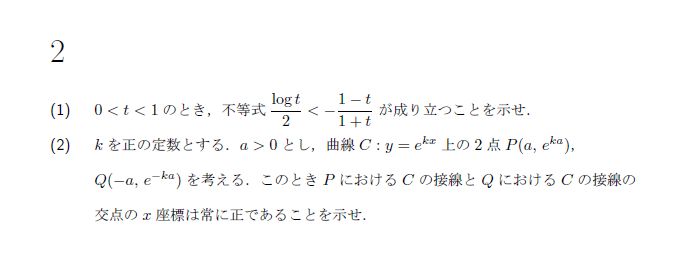 2
(1) 0 < t < 1 のとき，不等式 $\frac{\log t}{2} < -\frac{1-t}{1+t}$ が成り立つことを示せ．
(2) k を正の定数とする．a > 0 とし，曲線 $C : y = e^{kx}$ 上の 2 点 $P(a, e^{ka})$，
$Q(-a, e^{-ka})$ を考える．このとき P における C の接線と Q における C の接線の
交点の x 座標は常に正であることを示せ．